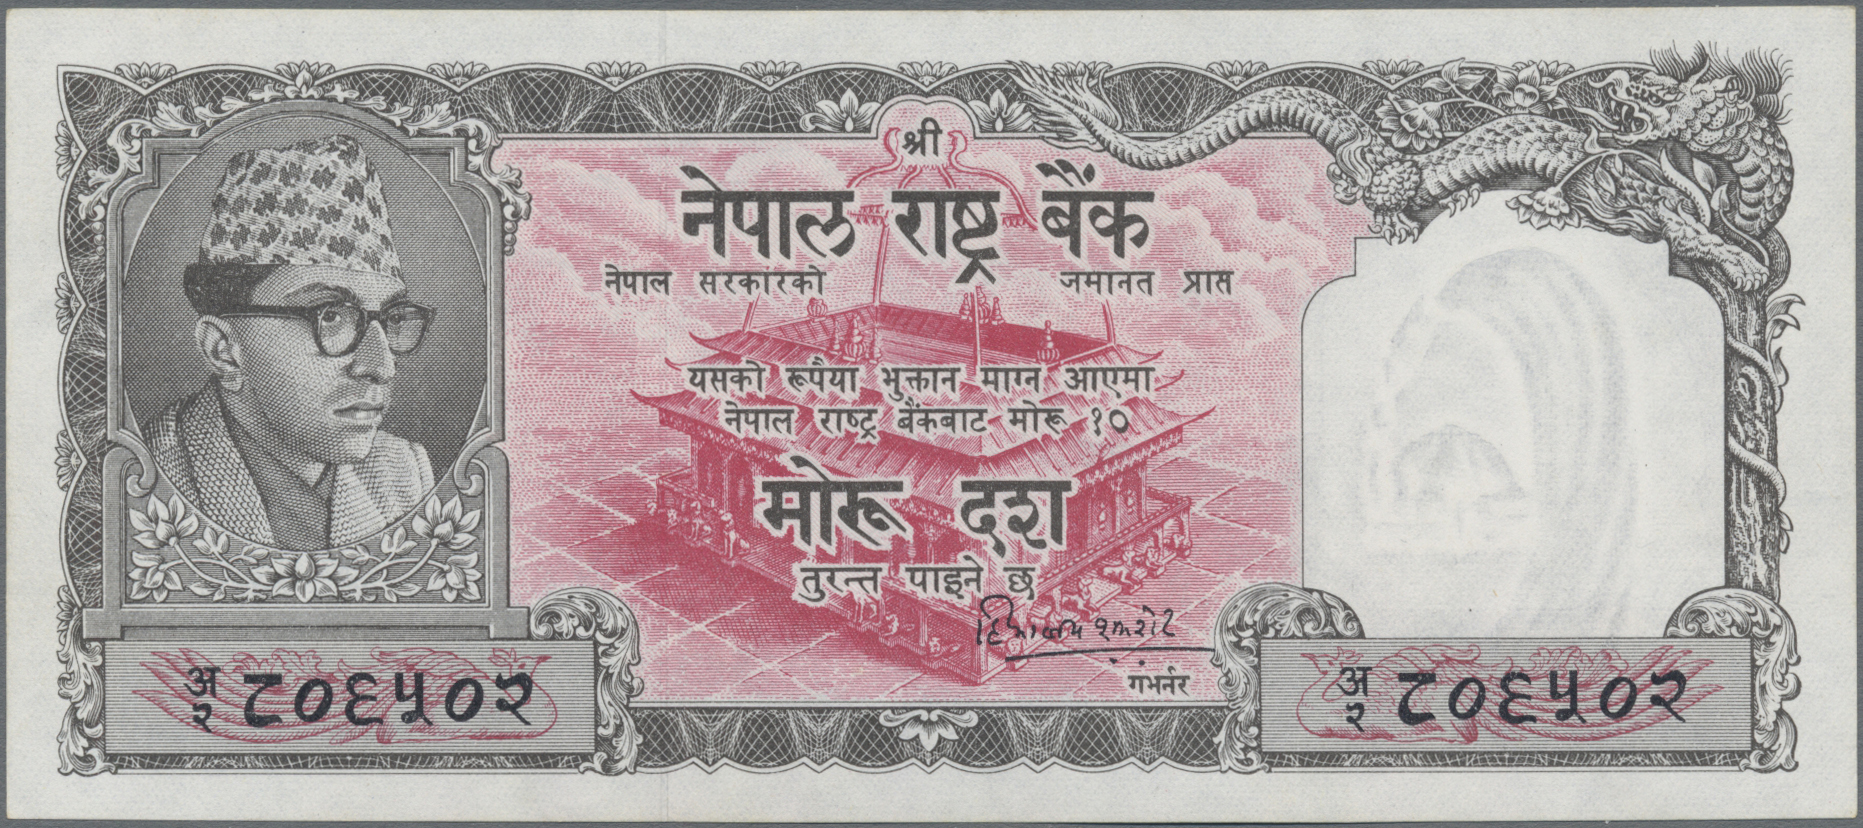 श्री
नेपाल राष्ट्र बैंक
नेपाल सरकारको जमानत प्राप्त
यसको रूपैया भुक्तान माग्न आएमा
नेपाल राष्ट्र बैंकबाट मोरू १०
मोरू दश
तुरन्त पाइने छ
गभर्नर
अ
२ ८०६५०२
अ
२ ८०६५०२